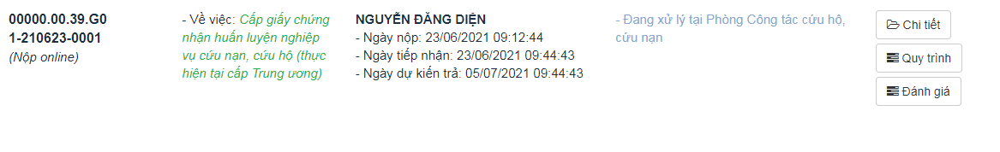 00000.00.39.G0
1-210623-0001
(Nộp online)
- Về việc: Cấp giấy chứng
nhận huấn luyện nghiệp
vụ cứu nạn, cứu hộ (thực
hiện tại cấp Trung ương)
NGUYỄN ĐĂNG DIỆN
- Ngày nộp: 23/06/2021 09:12:44
- Ngày tiếp nhận: 23/06/2021 09:44:43
- Ngày dự kiến trả: 05/07/2021 09:44:43
- Đang xử lý tại Phòng Công tác cứu hộ,
cứu nạn
Chi tiết
Quy trình
Đánh giá